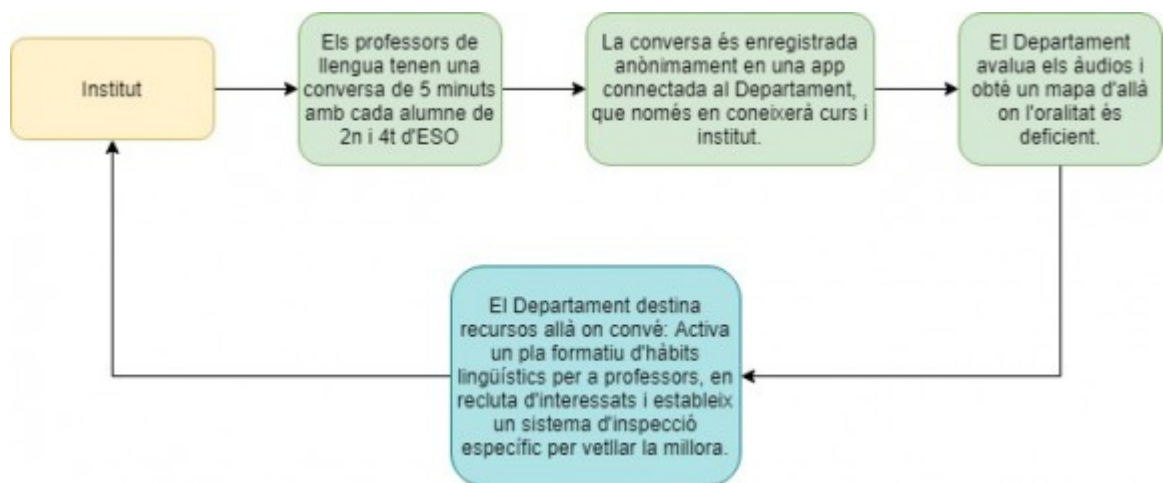 Institut
Els professors de
llengua tenen una
conversa de 5 minuts
amb cada alumne de
2n i 4t d'ESO
La conversa és enregistrada
anònimament en una app
connectada al Departament,
que només en coneixerà curs i
institut.
El Departament
avalua els àudios i
obté un mapa d'allà
on l'oralitat és
deficient.
El Departament destina
recursos allà on convé: Activa
un pla formatiu d'hàbits
lingüístics per a professors, en
recluta d'interessats i estableix
un sistema d'inspecció
específic per vetllar la millora.